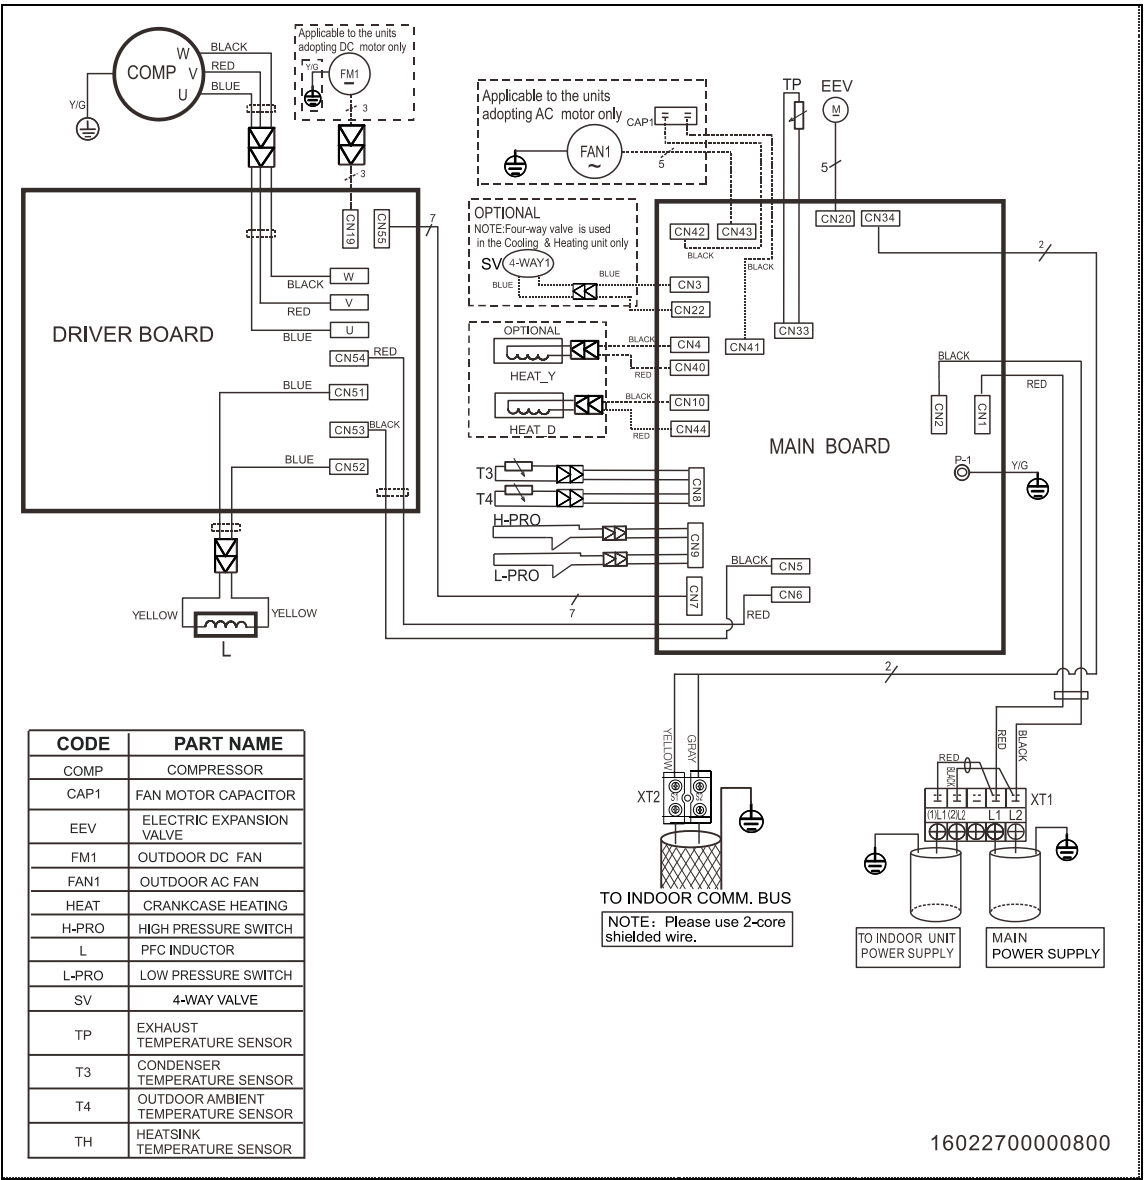 Applicable to the units
adopting DC motor only
COMP
W
V
U
BLACK
RED
BLUE
Y/G
Y/G
FM1
3
3
Applicable to the units
adopting AC motor only
CAP1
FAN1
~
5
TP
EEV
M
5
CN19
CN55
7
W
V
U
BLACK
RED
BLUE
DRIVER BOARD
CN54
RED
CN51
BLUE
CN53
BLACK
CN52
BLUE
YELLOW
YELLOW
L
OPTIONAL
NOTE:Four-way valve is used
in the Cooling & Heating unit only
SV
4-WAY1
BLUE
BLUE
OPTIONAL
HEAT_Y
HEAT_D
BLACK
RED
BLACK
RED
CN42
CN43
BLACK
BLACK
CN20
CN34
2
CN3
CN22
CN4
CN41
CN33
CN40
CN10
CN44
BLACK
RED
CN2
CN1
MAIN BOARD
P-1
Y/G
T3
T4
CN8
H-PRO
L-PRO
CN9
CN7
7
BLACK
CN5
CN6
RED
2
YELLOW
GRAY
XT2
TO INDOOR COMM. BUS
NOTE: Please use 2-core
shielded wire.
RED
BLACK
RED
BLACK
XT1
(1)L1 (2)L2 L1 L2
TO INDOOR UNIT
POWER SUPPLY
MAIN
POWER SUPPLY
CODE PART NAME
COMP COMPRESSOR
CAP1 FAN MOTOR CAPACITOR
EEV ELECTRIC EXPANSION
VALVE
FM1 OUTDOOR DC FAN
FAN1 OUTDOOR AC FAN
HEAT CRANKCASE HEATING
H-PRO HIGH PRESSURE SWITCH
L PFC INDUCTOR
L-PRO LOW PRESSURE SWITCH
SV 4-WAY VALVE
TP EXHAUST
TEMPERATURE SENSOR
T3 CONDENSER
TEMPERATURE SENSOR
T4 OUTDOOR AMBIENT
TEMPERATURE SENSOR
TH HEATSINK
TEMPERATURE SENSOR
16022700000800